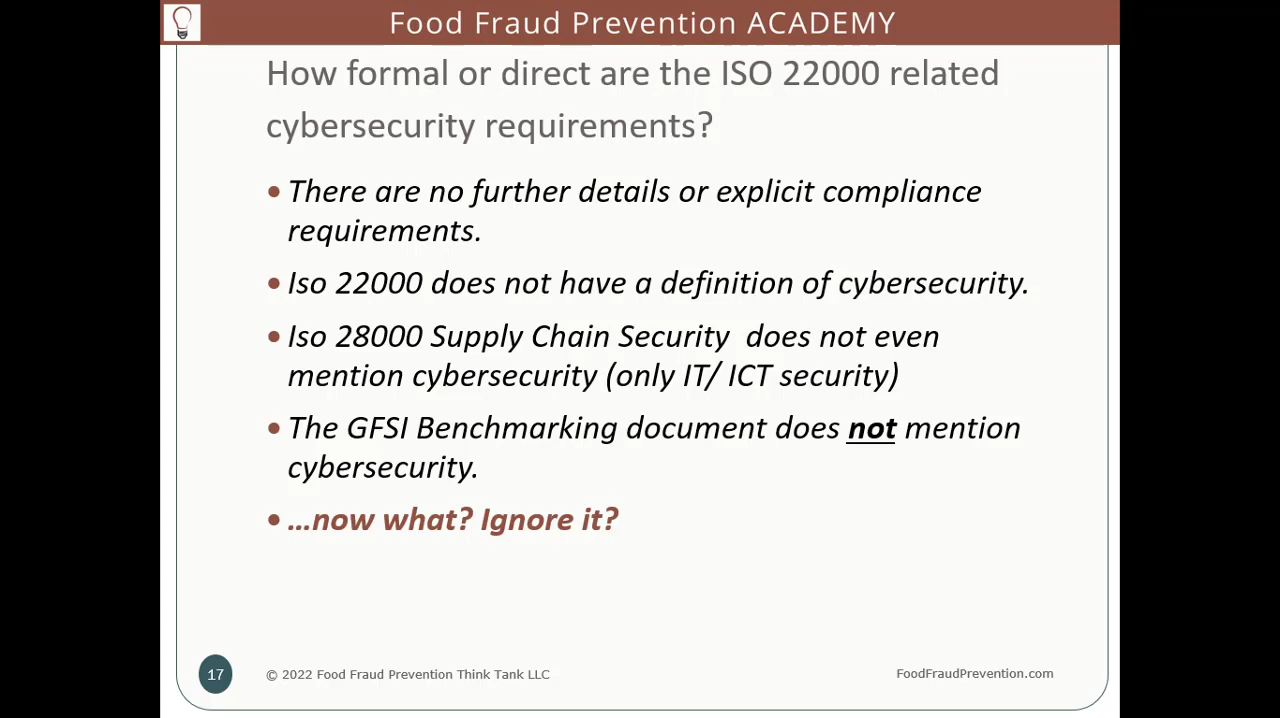 Food Fraud Prevention ACADEMY
How formal or direct are the ISO 22000 related
cybersecurity requirements?
• There are no further details or explicit compliance
requirements.
• Iso 22000 does not have a definition of cybersecurity.
• Iso 28000 Supply Chain Security  does not even
mention cybersecurity (only IT/ ICT security)
• The GFSI Benchmarking document does not mention
cybersecurity.
• …now what? Ignore it?
17
© 2022 Food Fraud Prevention Think Tank LLC
FoodFraudPrevention.com